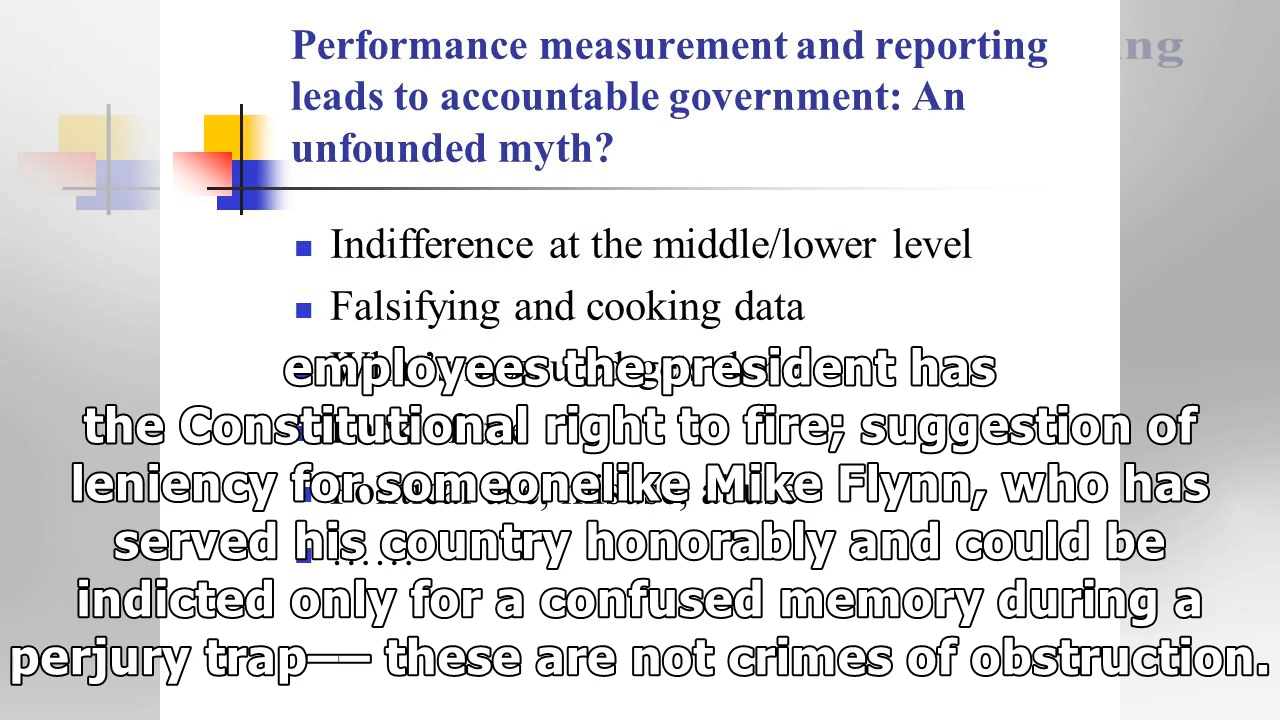 Performance measurement and reporting
leads to accountable government: An
unfounded myth?
ing
Indifference at the middle/lower level
Falsifying and cooking data
employees the president has
the Constitutional right to fire; suggestion of
leniency for someonelike Mike Flynn, who has
served his country honorably and could be
indicted only for a confused memory during a
perjury trap–– these are not crimes of obstruction.
……